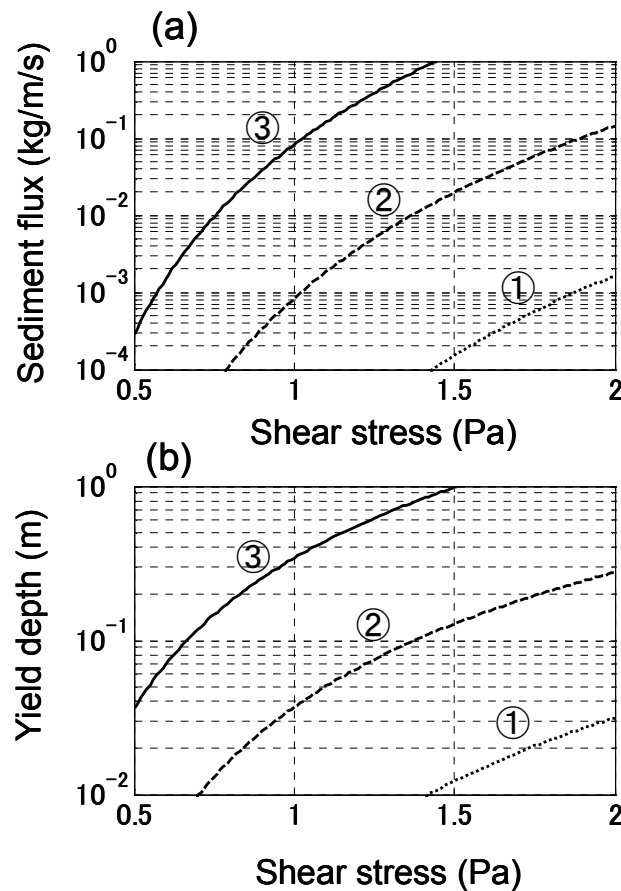 (a)
Sediment flux (kg/m/s)
10^0
10^-1
10^-2
10^-3
10^-4
③
②
①
0.5 1 1.5 2
Shear stress (Pa)
(b)
Yield depth (m)
10^0
10^-1
10^-2
③
②
①
0.5 1 1.5 2
Shear stress (Pa)